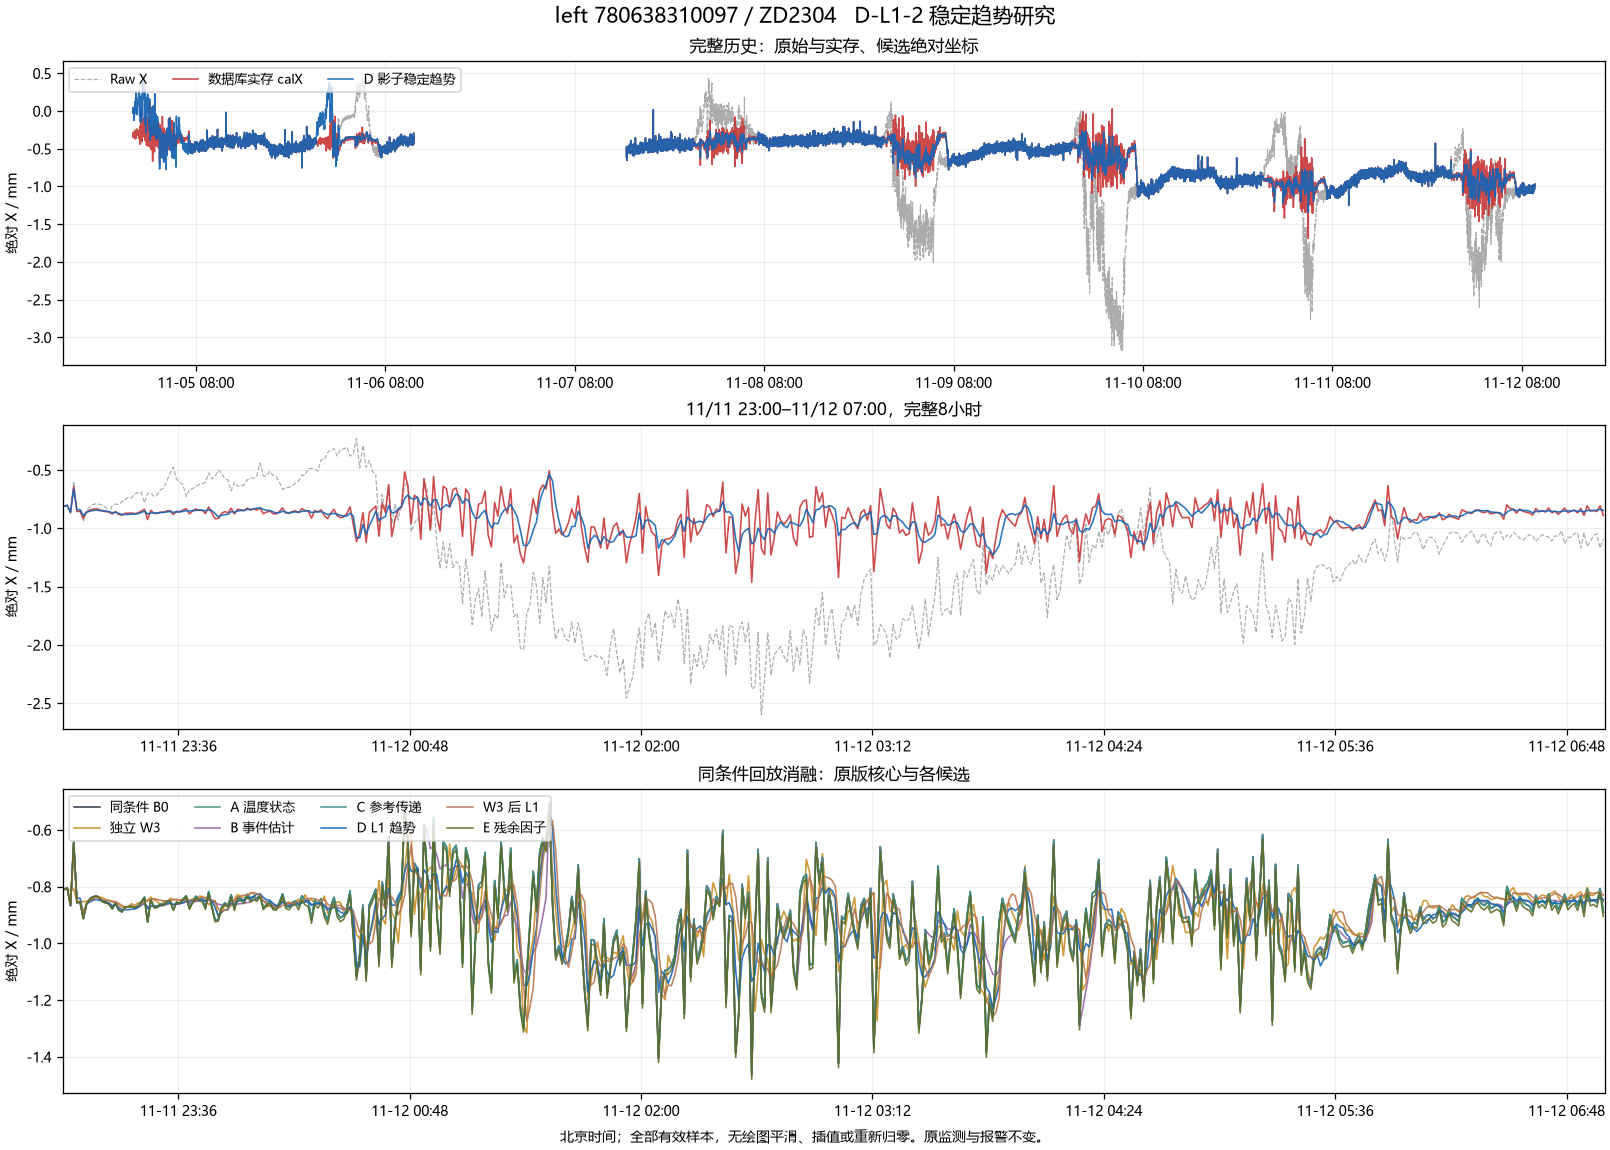 left 780638310097 / ZD2304   D-L1-2 稳定趋势研究
完整历史：原始与实存、候选绝对坐标
Raw X   数据库实存 calX   D 影子稳定趋势
绝对 X / mm
0.5
0.0
-0.5
-1.0
-1.5
-2.0
-2.5
-3.0
11-05 08:00   11-06 08:00   11-07 08:00   11-08 08:00   11-09 08:00   11-10 08:00   11-11 08:00   11-12 08:00
11/11 23:00–11/12 07:00，完整8小时
绝对 X / mm
-0.5
-1.0
-1.5
-2.0
-2.5
11-11 23:36   11-12 00:48   11-12 02:00   11-12 03:12   11-12 04:24   11-12 05:36   11-12 06:48
同条件回放消融：原版核心与各候选
同条件 B0   A 温度状态   C 参考传递   W3 后 L1
独立 W3   B 事件估计   D L1 趋势   E 残余因子
绝对 X / mm
-0.6
-0.8
-1.0
-1.2
-1.4
11-11 23:36   11-12 00:48   11-12 02:00   11-12 03:12   11-12 04:24   11-12 05:36   11-12 06:48
北京时间；全部有效样本，无绘图平滑、插值或重新归零。原监测与报警不变。